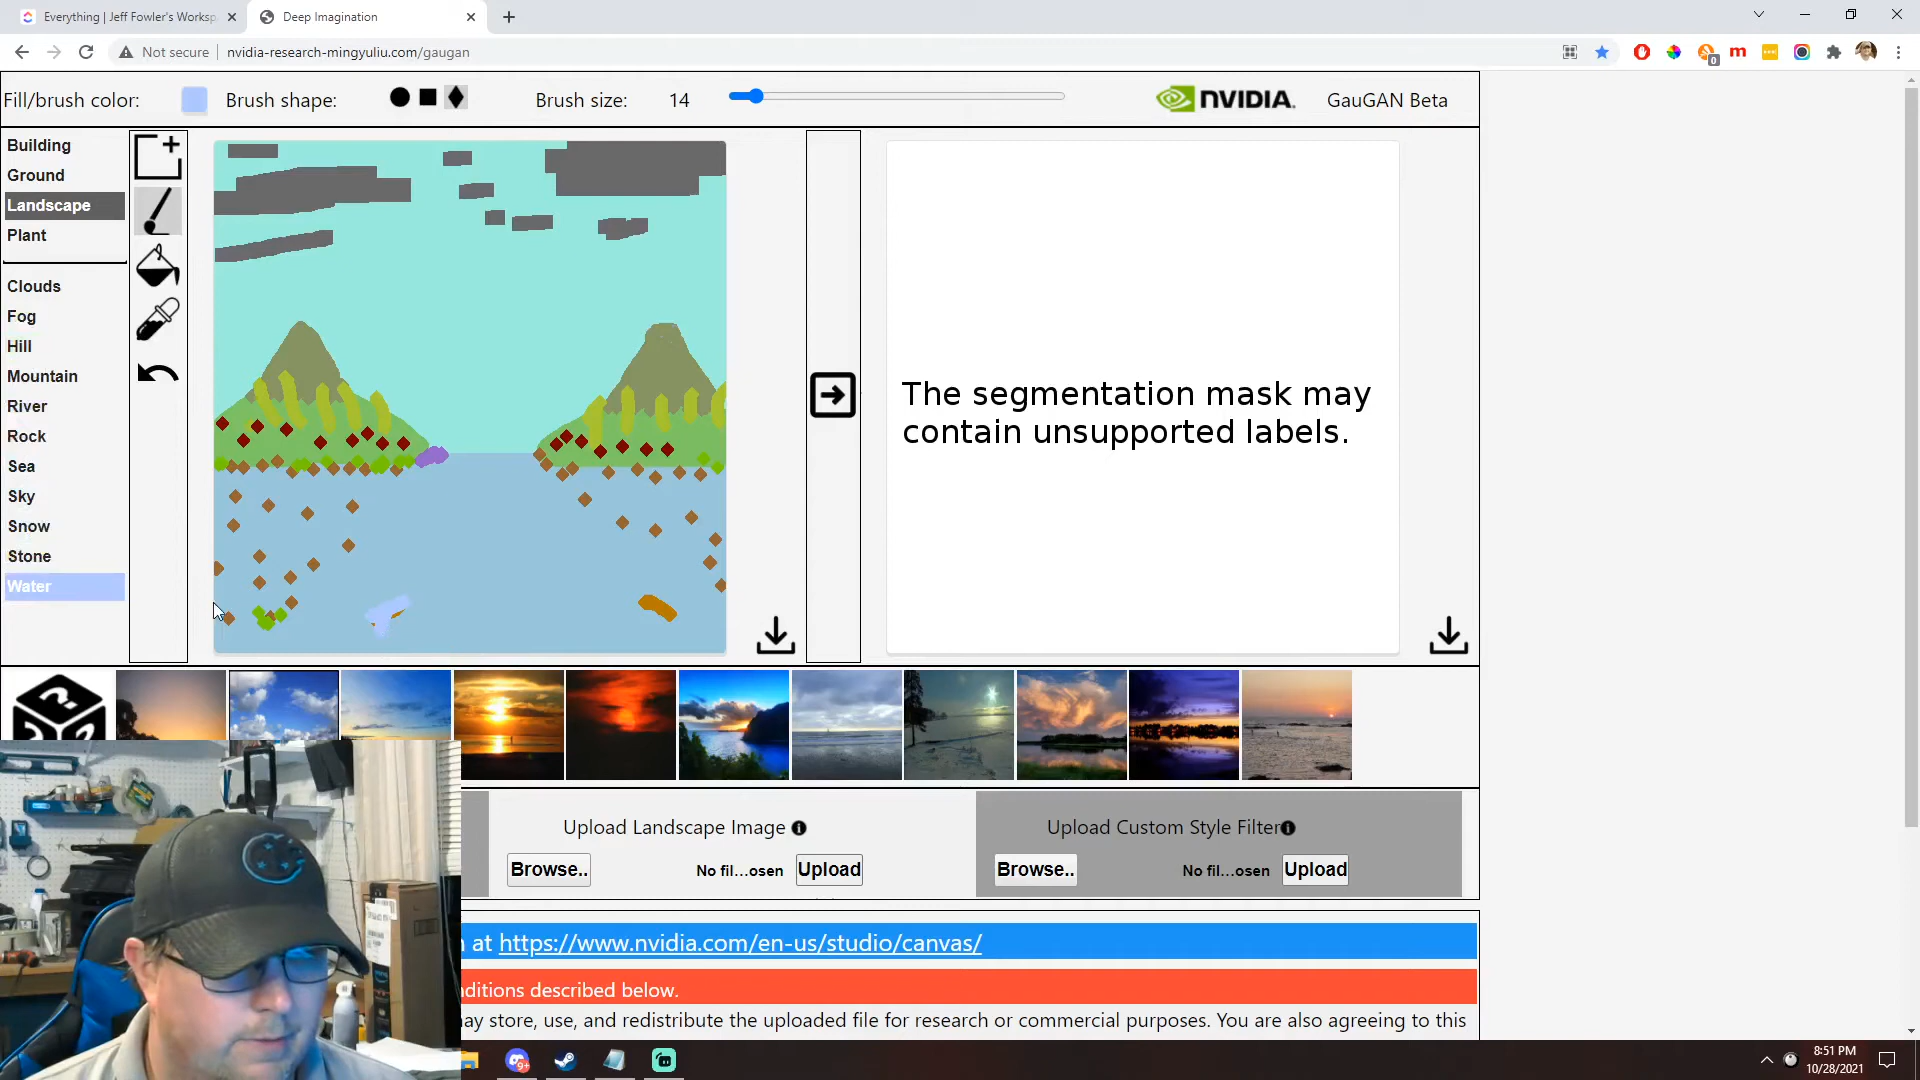 Everything | Jeff Fowler's Worksp
Deep Imagination
Not secure
nvidia-research-mingyuliu.com/gaugan
Fill/brush color:
Brush shape:
Brush size: 14
NVIDIA.
GauGAN Beta
Building
Ground
Landscape
Plant
Clouds
Fog
Hill
Mountain
River
Rock
Sea
Sky
Snow
Stone
Water
The segmentation mask may
contain unsupported labels.
Upload Landscape Image
Browse..
No fil...osen
Upload
Upload Custom Style Filter
Browse..
No fil...osen
Upload
at https://www.nvidia.com/en-us/studio/canvas/
nditions described below.
ay store, use, and redistribute the uploaded file for research or commercial purposes. You are also agreeing to this
8:51 PM
10/28/2021